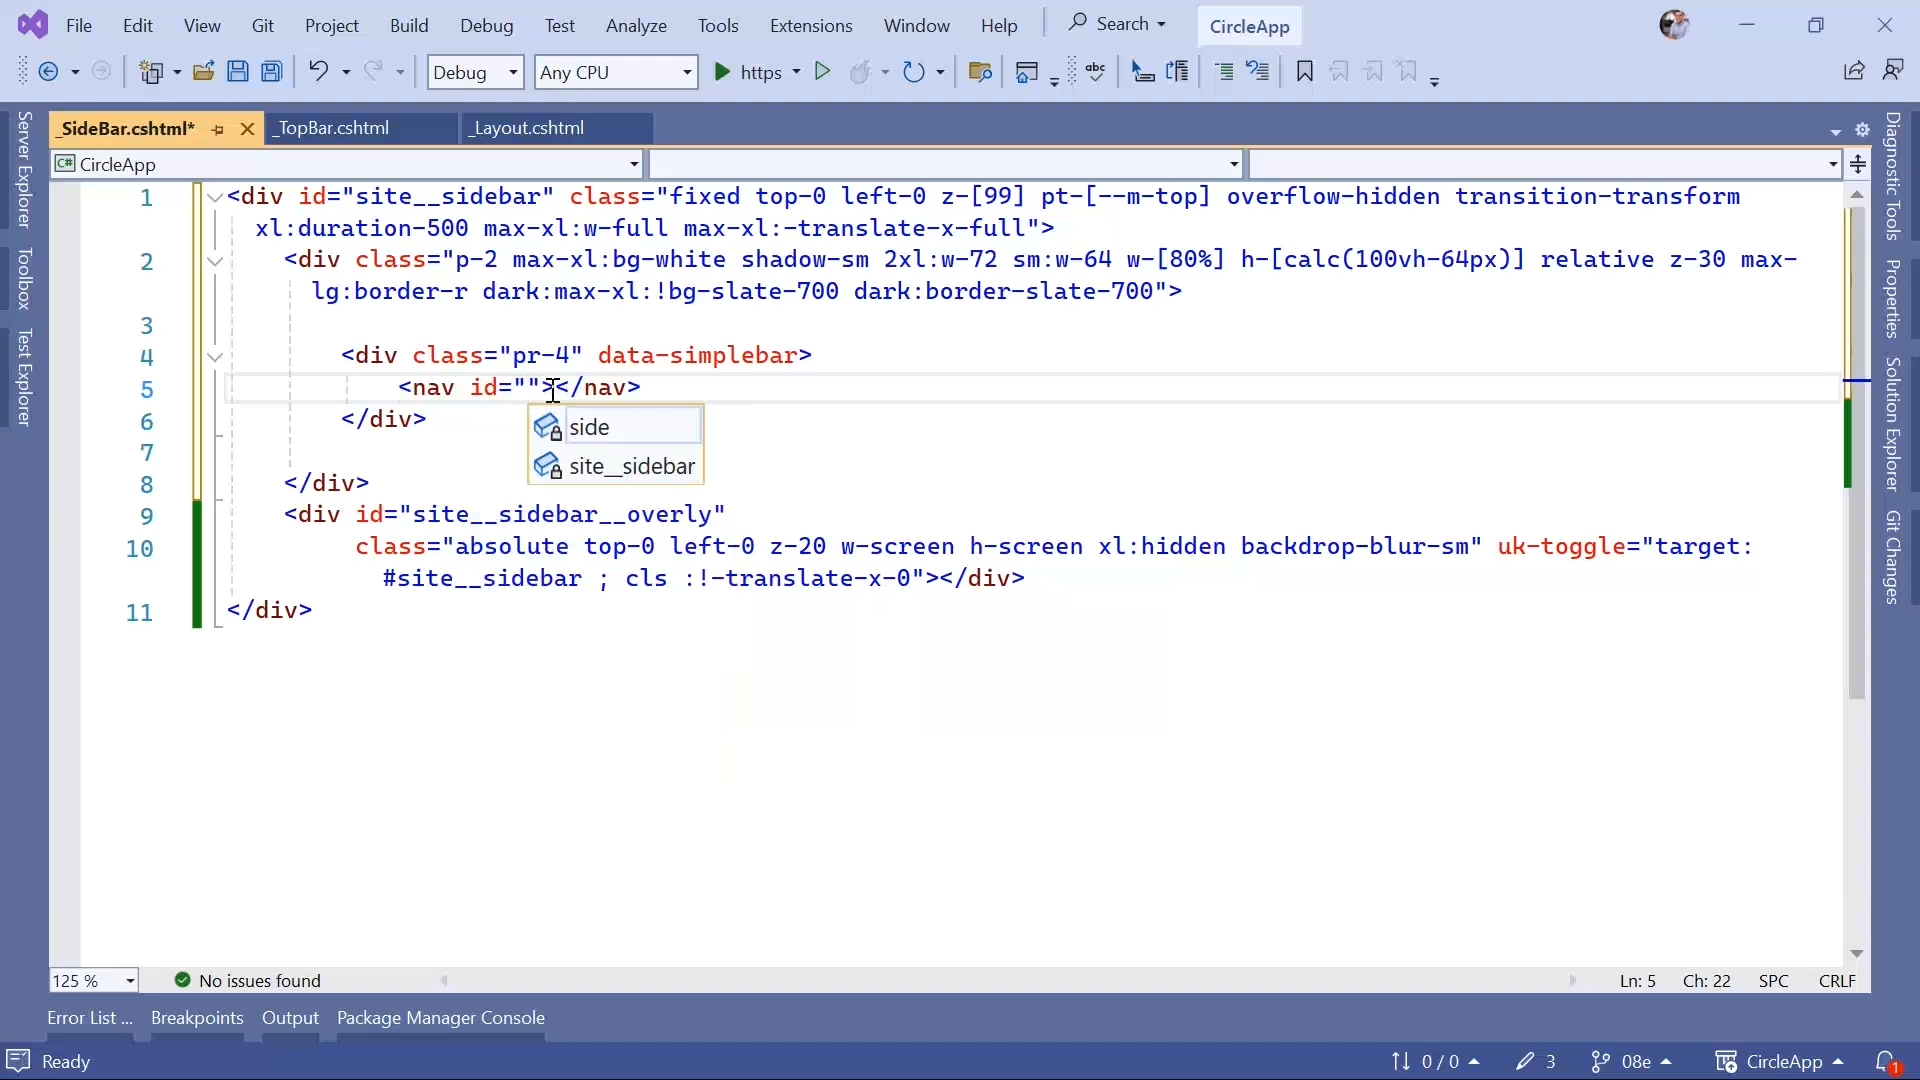 File Edit View Git Project Build Debug Test Analyze Tools Extensions Window Help Search CircleApp
Debug Any CPU https abc
_SideBar.cshtml* _TopBar.cshtml _Layout.cshtml
C# CircleApp
1 <div id="site__sidebar" class="fixed top-0 left-0 z-[99] pt-[--m-top] overflow-hidden transition-transform
xl:duration-500 max-xl:w-full max-xl:-translate-x-full">
2 <div class="p-2 max-xl:bg-white shadow-sm 2xl:w-72 sm:w-64 w-[80%] h-[calc(100vh-64px)] relative z-30 max-
lg:border-r dark:max-xl:!bg-slate-700 dark:border-slate-700">
3
4 <div class="pr-4" data-simplebar>
5 <nav id=""></nav>
side
6 </div>
site__sidebar
7
8 </div>
9 <div id="site__sidebar__overly"
10 class="absolute top-0 left-0 z-20 w-screen h-screen xl:hidden backdrop-blur-sm" uk-toggle="target:
#site__sidebar ; cls :!-translate-x-0"></div>
11 </div>
Server Explorer
Toolbox
Test Explorer
Diagnostic Tools
Properties
Solution Explorer
Git Changes
125 % No issues found Ln: 5 Ch: 22 SPC CRLF
Error List ... Breakpoints Output Package Manager Console
Ready 0 / 0 3 08e CircleApp 1